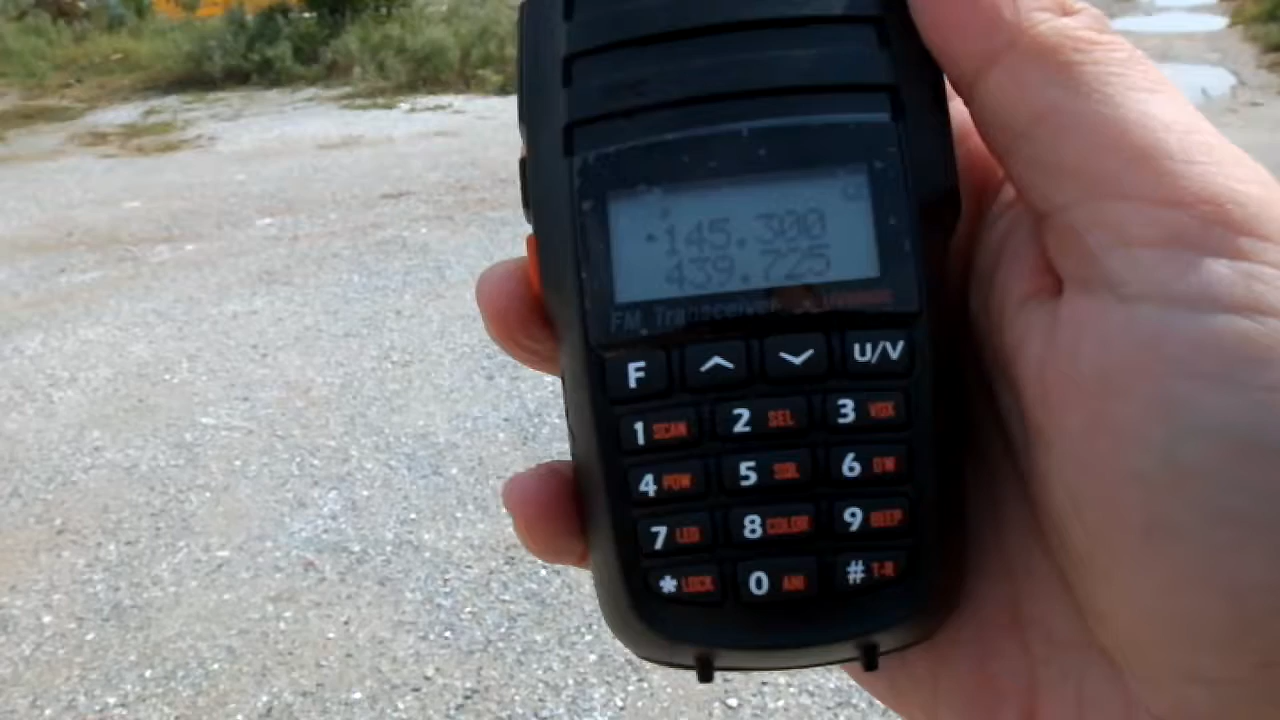 145.300
439.725
FM Transceiver
F U/V
1 SCAN 2 SEL 3 VOX
4 POW 5 SQL 6 DW
7 LED 8 COLOR 9 BEEP
* LOCK 0 ANI # T-R